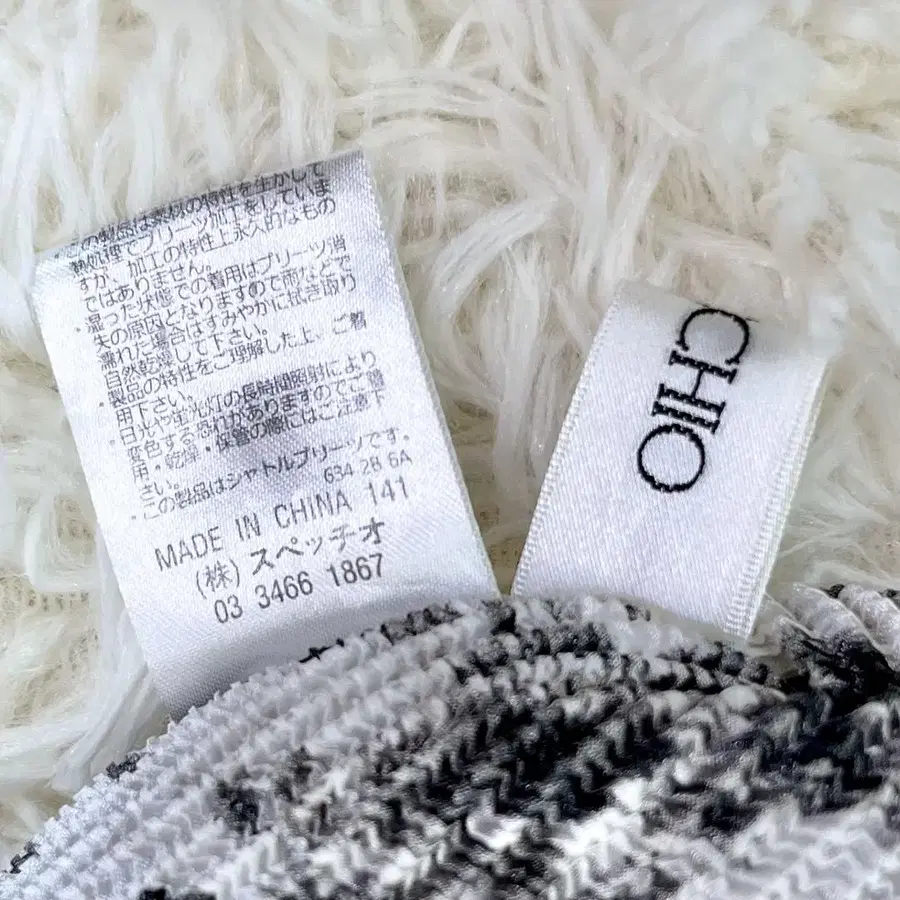 この製品は素材の特性を生かして
熱処理でプリーツ加工をしていま
すが、加工の特性上永久的なもの
ではありません。
・湿った状態での着用はプリーツ消
失の原因となりますので雨などで
濡れた場合はすみやかに拭き取り
自然乾燥して下さい。
・製品の特性をご理解した上、ご着
用下さい。
・日光や蛍光灯の長時間照射により
変色する恐れがありますのでご着
用・乾燥・保管の際にはご注意下
さい。
・この製品はシャトルプリーツです。
634 2B 6A
MADE IN CHINA 141
(株) スペッチオ
03 3466 1867
CHIO